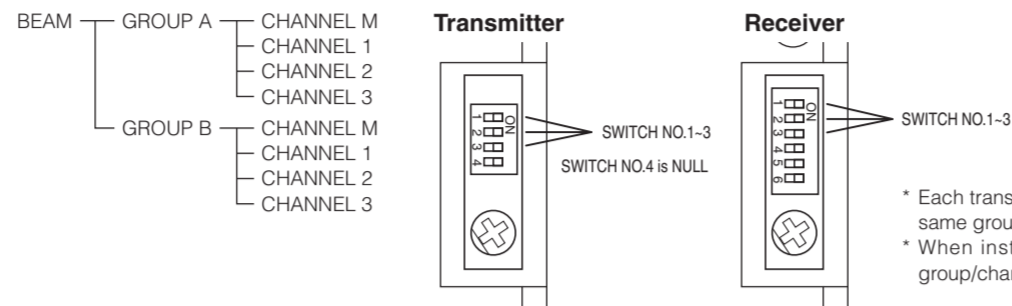 BEAM GROUP A CHANNEL M
CHANNEL 1
CHANNEL 2
CHANNEL 3
GROUP B CHANNEL M
CHANNEL 1
CHANNEL 2
CHANNEL 3
Transmitter
ON
1
2
3
4
SWITCH NO.1~3
SWITCH NO.4 is NULL
Receiver
ON
1
2
3
4
5
6
SWITCH NO.1~3
* Each trans
same grou
* When inst
group/char